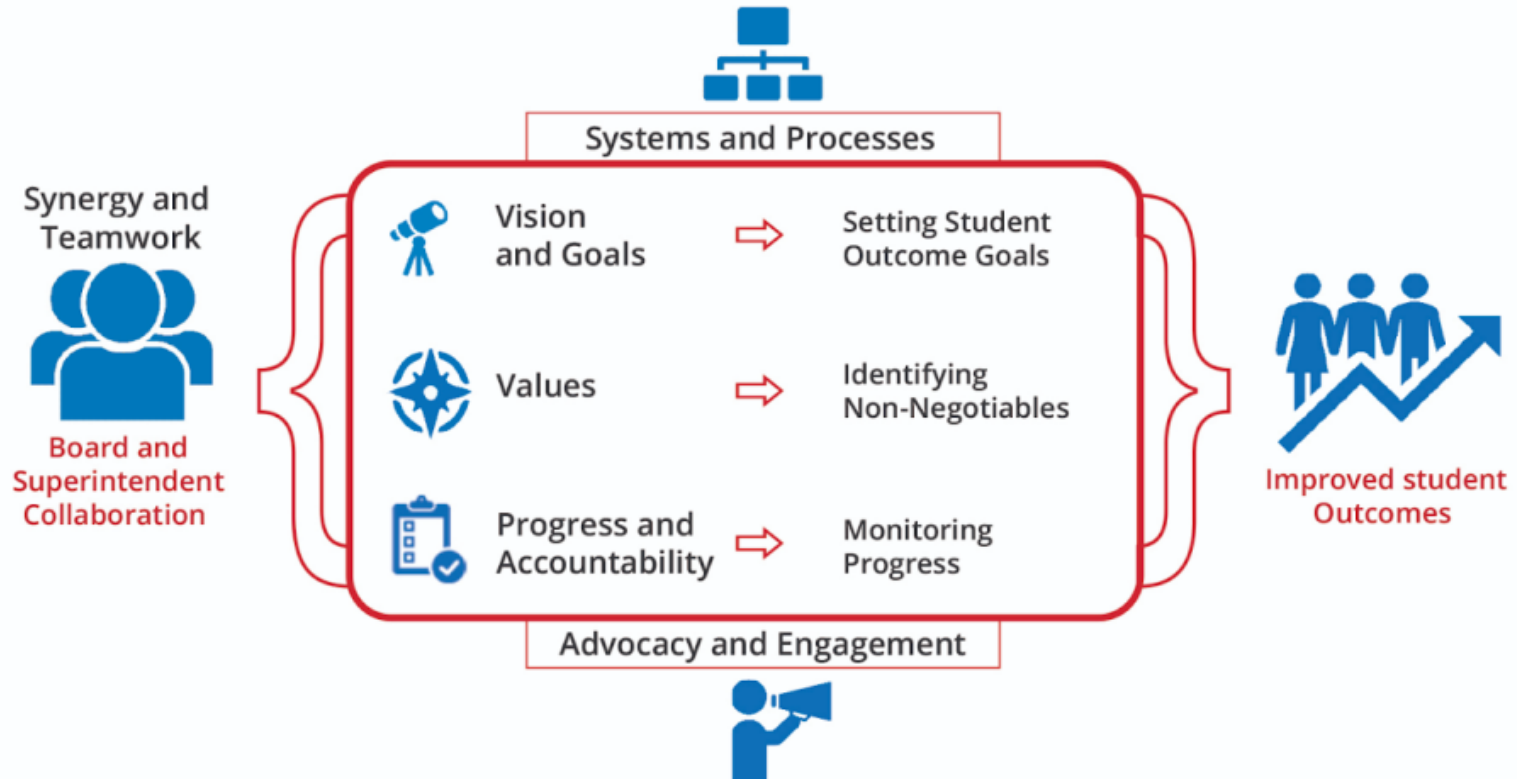 Systems and Processes
Synergy and
Teamwork
Board and
Superintendent
Collaboration
Vision
and Goals
Setting Student
Outcome Goals
Values
Identifying
Non-Negotiables
Progress and
Accountability
Monitoring
Progress
Improved student
Outcomes
Advocacy and Engagement